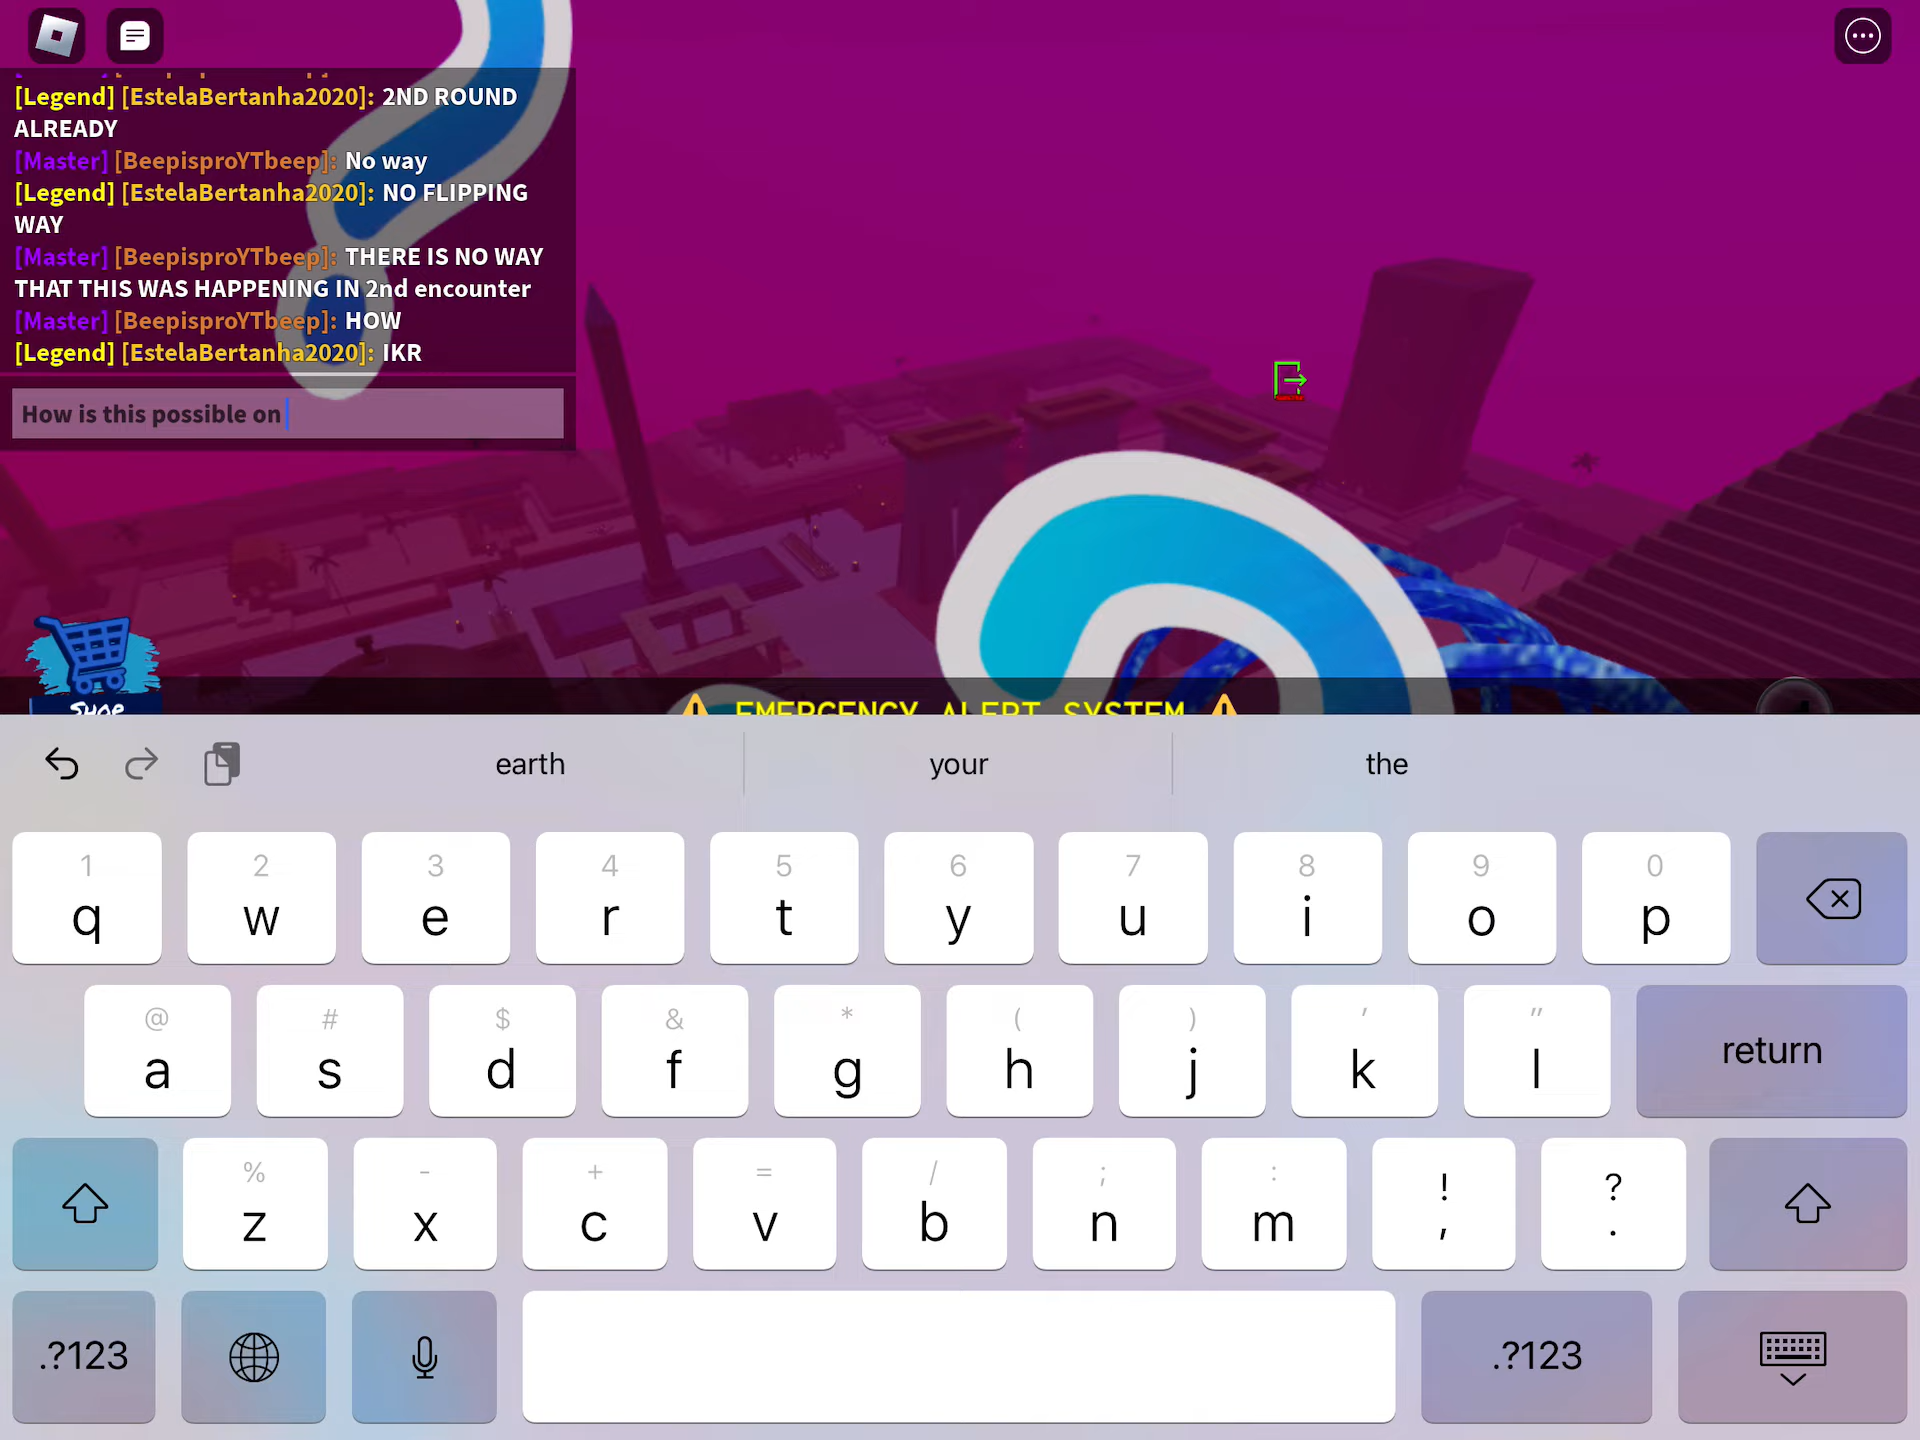 [Legend] [EstelaBertanha2020]: 2ND ROUND
ALREADY
[Master] [BeepisproYTbeep]: No way
[Legend] [EstelaBertanha2020]: NO FLIPPING
WAY
[Master] [BeepisproYTbeep]: THERE IS NO WAY
THAT THIS WAS HAPPENING IN 2nd encounter
[Master] [BeepisproYTbeep]: HOW
[Legend] [EstelaBertanha2020]: IKR
How is this possible on
SHOP
EMERGENCY ALERT SYSTEM
earth your the
1 2 3 4 5 6 7 8 9 0
q w e r t y u i o p
@ # $ & * ( ) ' "
a s d f g h j k l return
% - + = / ; : ! ?
z x c v b n m , .
.?123 .?123